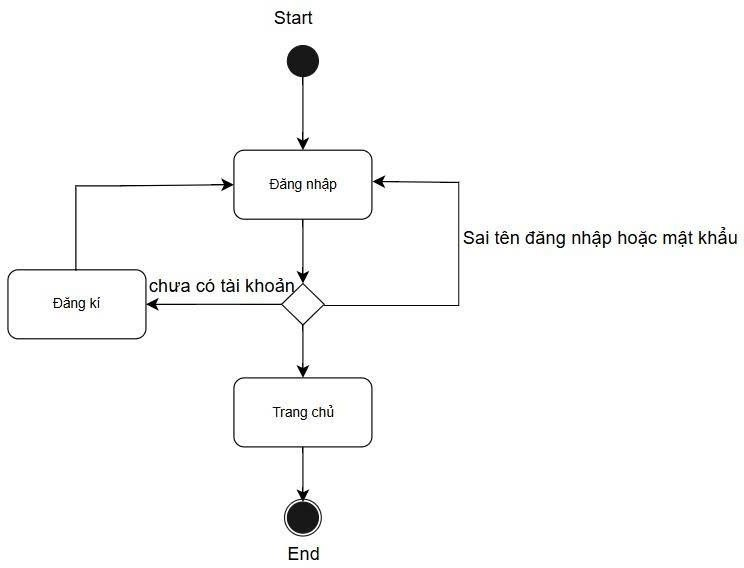 Start
Đăng nhập
Sai tên đăng nhập hoặc mật khẩu
chưa có tài khoản
Đăng kí
Trang chủ
End